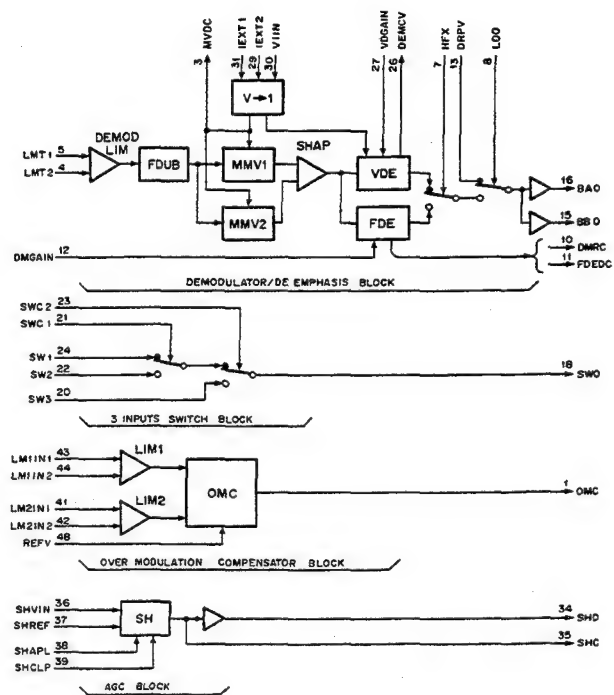 MVDC
IEXT1
IEXT2
VIIN
VDGAIN
DEMCV
HFX
DRPV
LDO
3
31
29
30
27
26
7
13
8
V→1
DEMOD LIM
SHAP
LMT1 5
LMT2 4
FDUB
MMV1
VDE
16 BAO
MMV2
FDE
15 BBO
10 DMRC
DMGAIN 12
11 FDEDC
DEMODULATOR/DE EMPHASIS BLOCK
SWC2 23
SWC1 21
SW1 24
18 SWO
SW2 22
SW3 20
3 INPUTS SWITCH BLOCK
LM1IN1 43
LIM1
LM1IN2 44
OMC
1 OMC
LM2IN1 41
LIM2
LM2IN2 42
REFV 48
OVER MODULATION COMPENSATOR BLOCK
SHVIN 36
SH
34 SHD
SHREF 37
35 SHC
SHAPL 38
SHCLP 39
AGC BLOCK